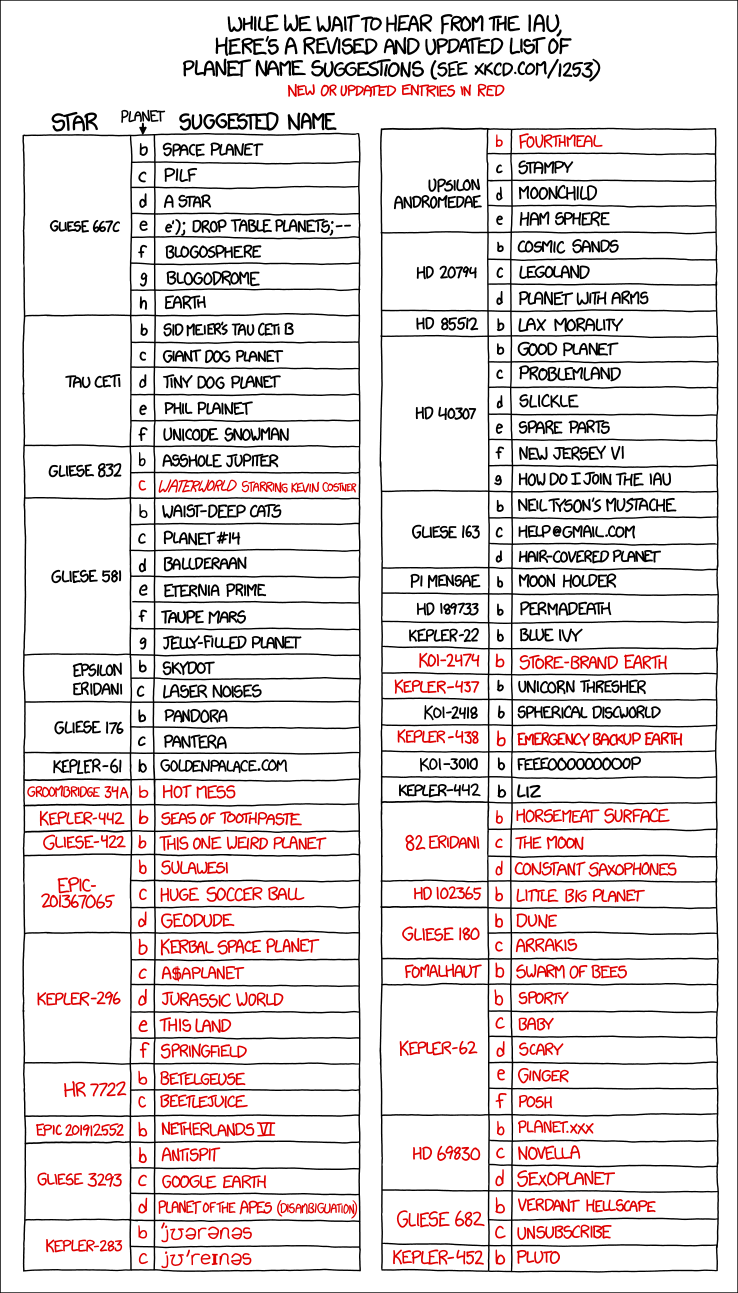 WHILE WE WAIT TO HEAR FROM THE IAU,
HERE'S A REVISED AND UPDATED LIST OF
PLANET NAME SUGGESTIONS (SEE XKCD.COM/1253)
NEW OR UPDATED ENTRIES IN RED
STAR PLANET SUGGESTED NAME
GLIESE 667C
b SPACE PLANET
c PILF
d A STAR
e e'); DROP TABLE PLANETS;--
f BLOGOSPHERE
g BLOGODROME
h EARTH
TAU CETI
b SID MEIER'S TAU CETI B
c GIANT DOG PLANET
d TINY DOG PLANET
e PHIL PLAINET
f UNICODE SNOWMAN
GLIESE 832
b ASSHOLE JUPITER
c WATERWORLD STARRING KEVIN COSTNER
GLIESE 581
b WAIST-DEEP CATS
c PLANET #14
d BALLDERAAN
e ETERNIA PRIME
f TAUPE MARS
g JELLY-FILLED PLANET
EPSILON
ERIDANI
b SKYDOT
c LASER NOISES
GLIESE 176
b PANDORA
c PANTERA
KEPLER-61 b GOLDENPALACE.COM
GROOMBRIDGE 34A b HOT MESS
KEPLER-442 b SEAS OF TOOTHPASTE
GLIESE-422 b THIS ONE WEIRD PLANET
EPIC-
201367065
b SULAWESI
c HUGE SOCCER BALL
d GEODUDE
KEPLER-296
b KERBAL SPACE PLANET
c A$APLANET
d JURASSIC WORLD
e THIS LAND
f SPRINGFIELD
HR 7722
b BETELGEUSE
c BEETLEJUICE
EPIC 201912552 b NETHERLANDS VI
GLIESE 3293
b ANTISPIT
c GOOGLE EARTH
d PLANET OF THE APES (DISAMBIGUATION)
KEPLER-283
b ˈjʊərənəs
c jʊˈreɪnəs
UPSILON
ANDROMEDAE
b FOURTHMEAL
c STAMPY
d MOONCHILD
e HAM SPHERE
HD 20794
b COSMIC SANDS
c LEGOLAND
d PLANET WITH ARMS
HD 85512 b LAX MORALITY
HD 40307
b GOOD PLANET
c PROBLEMLAND
d SLICKLE
e SPARE PARTS
f NEW JERSEY VI
g HOW DO I JOIN THE IAU
GLIESE 163
b NEIL TYSON'S MUSTACHE
c HELP@GMAIL.COM
d HAIR-COVERED PLANET
PI MENSAE b MOON HOLDER
HD 189733 b PERMADEATH
KEPLER-22 b BLUE IVY
KOI-2474 b STORE-BRAND EARTH
KEPLER-437 b UNICORN THRESHER
KOI-2418 b SPHERICAL DISCWORLD
KEPLER-438 b EMERGENCY BACKUP EARTH
KOI-3010 b FEEEOOOOOOOOOP
KEPLER-442 b LIZ
82 ERIDANI
b HORSEMEAT SURFACE
c THE MOON
d CONSTANT SAXOPHONES
HD 102365 b LITTLE BIG PLANET
GLIESE 180
b DUNE
c ARRAKIS
FOMALHAUT b SWARM OF BEES
KEPLER-62
b SPORTY
c BABY
d SCARY
e GINGER
f POSH
HD 69830
b PLANET.XXX
c NOVELLA
d SEXOPLANET
GLIESE 682
b VERDANT HELLSCAPE
c UNSUBSCRIBE
KEPLER-452 b PLUTO